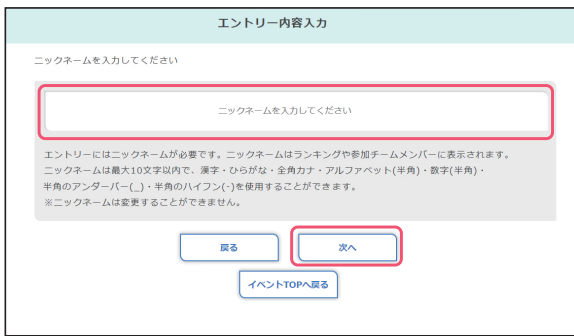 エントリー内容入力
ニックネームを入力してください
ニックネームを入力してください
エントリーにはニックネームが必要です。ニックネームはランキングや参加チームメンバーに表示されます。
ニックネームは最大10文字以内で、漢字・ひらがな・全角カナ・アルファベット(半角)・数字(半角)・
半角のアンダーバー(_)・半角のハイフン(-)を使用することができます。
※ニックネームは変更することができません。
戻る
次へ
イベントTOPへ戻る